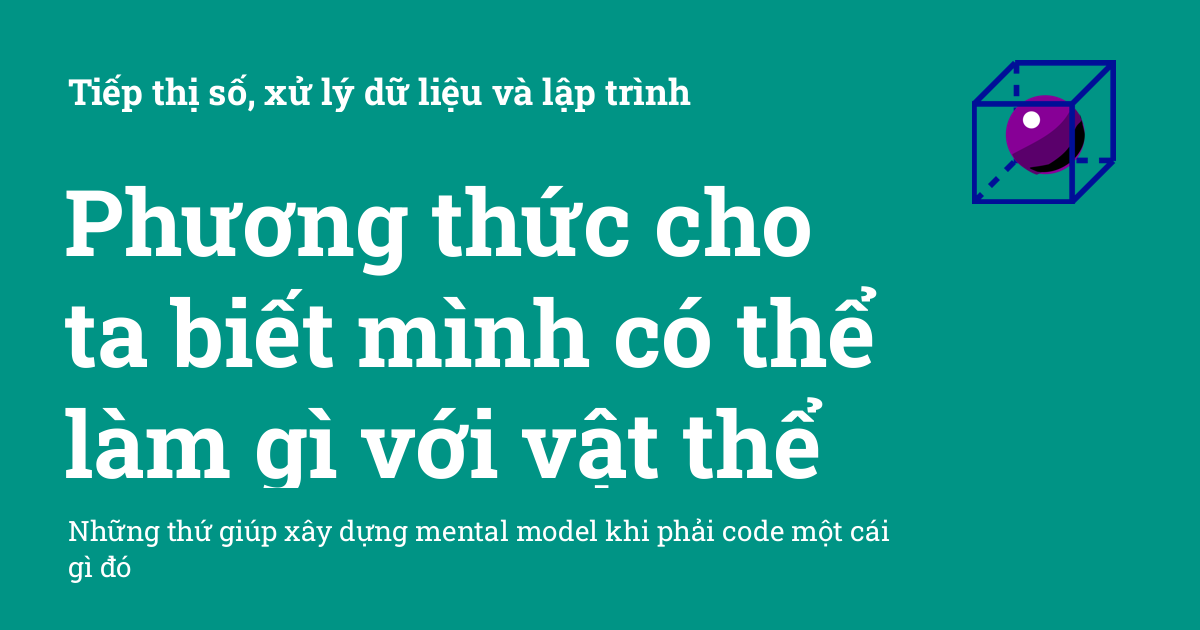 Tiếp thị số, xử lý dữ liệu và lập trình
Phương thức cho
ta biết mình có thể
làm gì với vật thể
Những thứ giúp xây dựng mental model khi phải code một cái
gì đó